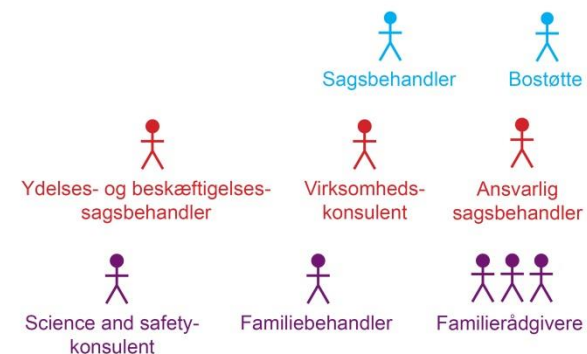 Sagsbehandler Bostøtte
Ydelses- og beskæftigelses-
sagsbehandler
Virksomheds-
konsulent
Ansvarlig
sagsbehandler
Science and safety-
konsulent
Familiebehandler
Familierådgivere